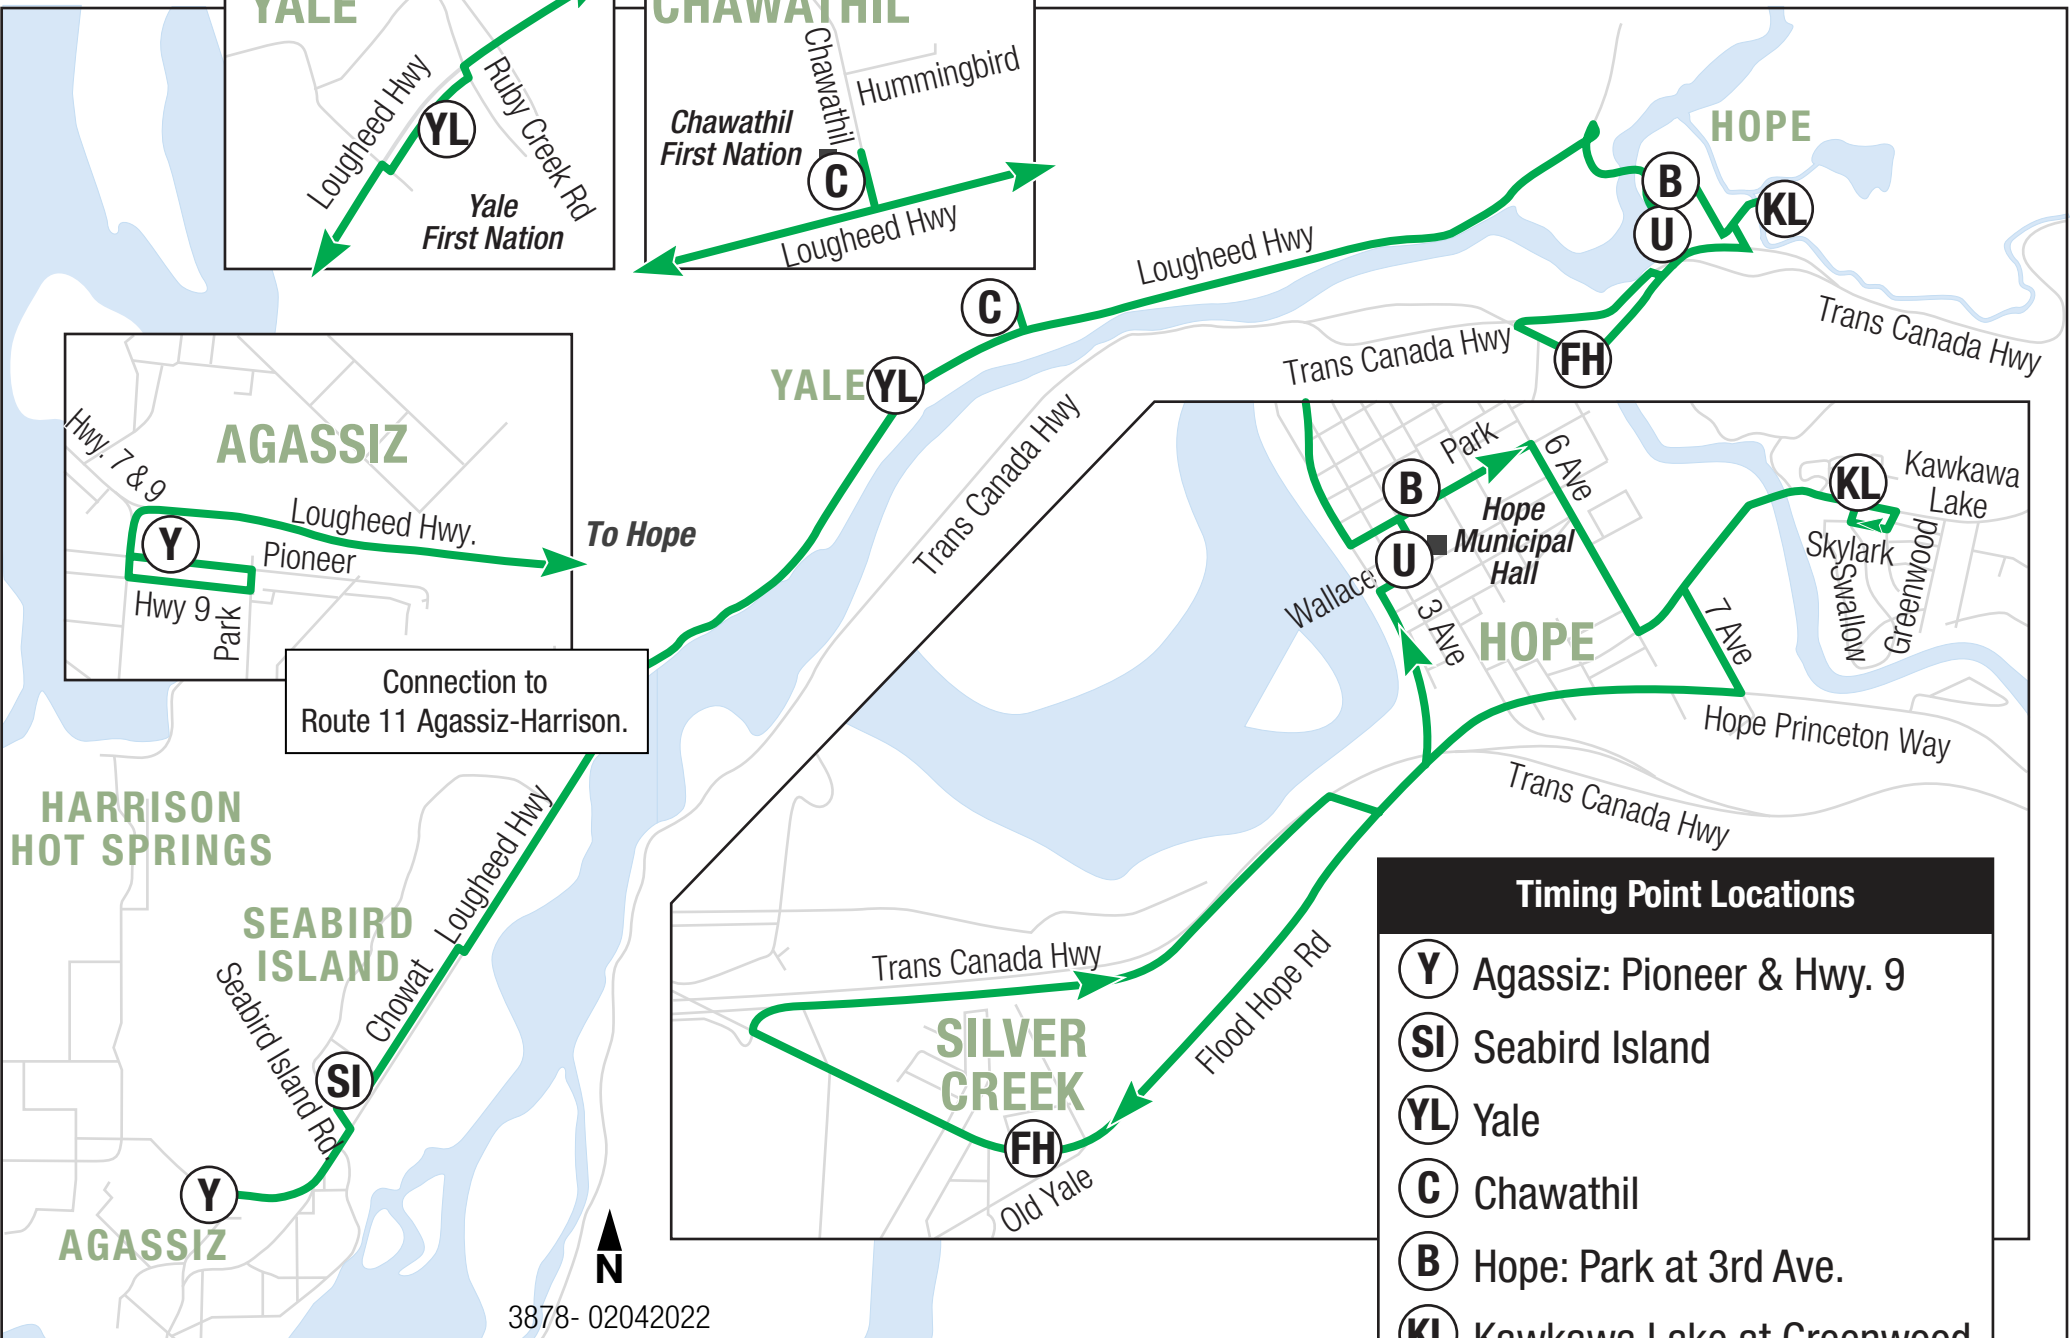 YALE
Lougheed Hwy
Ruby Creek Rd
YL
Yale
First Nation
CHAWATHIL
Chawathil
Hummingbird
Chawathil
First Nation
C
Lougheed Hwy
HOPE
B
U
KL
Lougheed Hwy
C
YALE
YL
Trans Canada Hwy
FH
Trans Canada Hwy
Trans Canada Hwy
AGASSIZ
Hwy. 7 & 9
Lougheed Hwy.
Y
Pioneer
Hwy 9
Park
To Hope
Connection to
Route 11 Agassiz-Harrison.
HARRISON
HOT SPRINGS
SEABIRD
ISLAND
Lougheed Hwy
Chowat
Seabird Island Rd.
SI
Y
AGASSIZ
N
3878- 02042022
Park
6 Ave
B
Hope
Municipal
Hall
U
Wallace
3 Ave
HOPE
7 Ave
KL
Kawkawa
Lake
Skylark
Swallow
Greenwood
Hope Princeton Way
Trans Canada Hwy
Trans Canada Hwy
Flood Hope Rd
SILVER
CREEK
FH
Old Yale
Timing Point Locations
Y Agassiz: Pioneer & Hwy. 9
SI Seabird Island
YL Yale
C Chawathil
B Hope: Park at 3rd Ave.
KL Kawkawa Lake at Greenwood